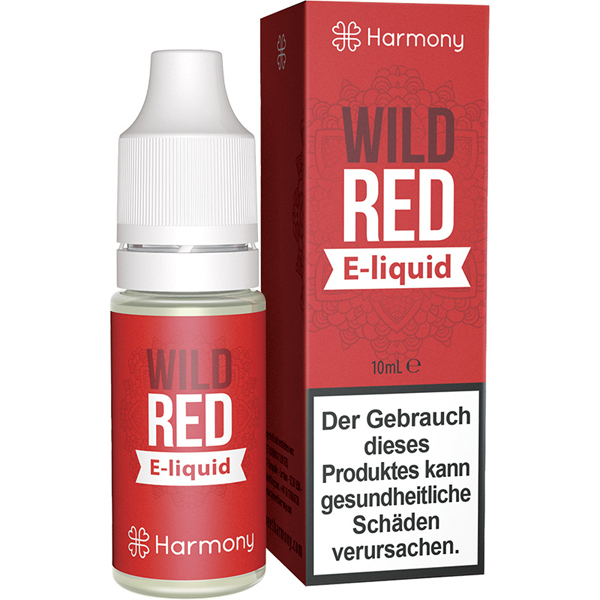 Harmony
WILD
RED
E-liquid
10mL ℮
Der Gebrauch
dieses
Produktes kann
gesundheitliche
Schäden
verursachen.
WILD
RED
E-liquid
Harmony